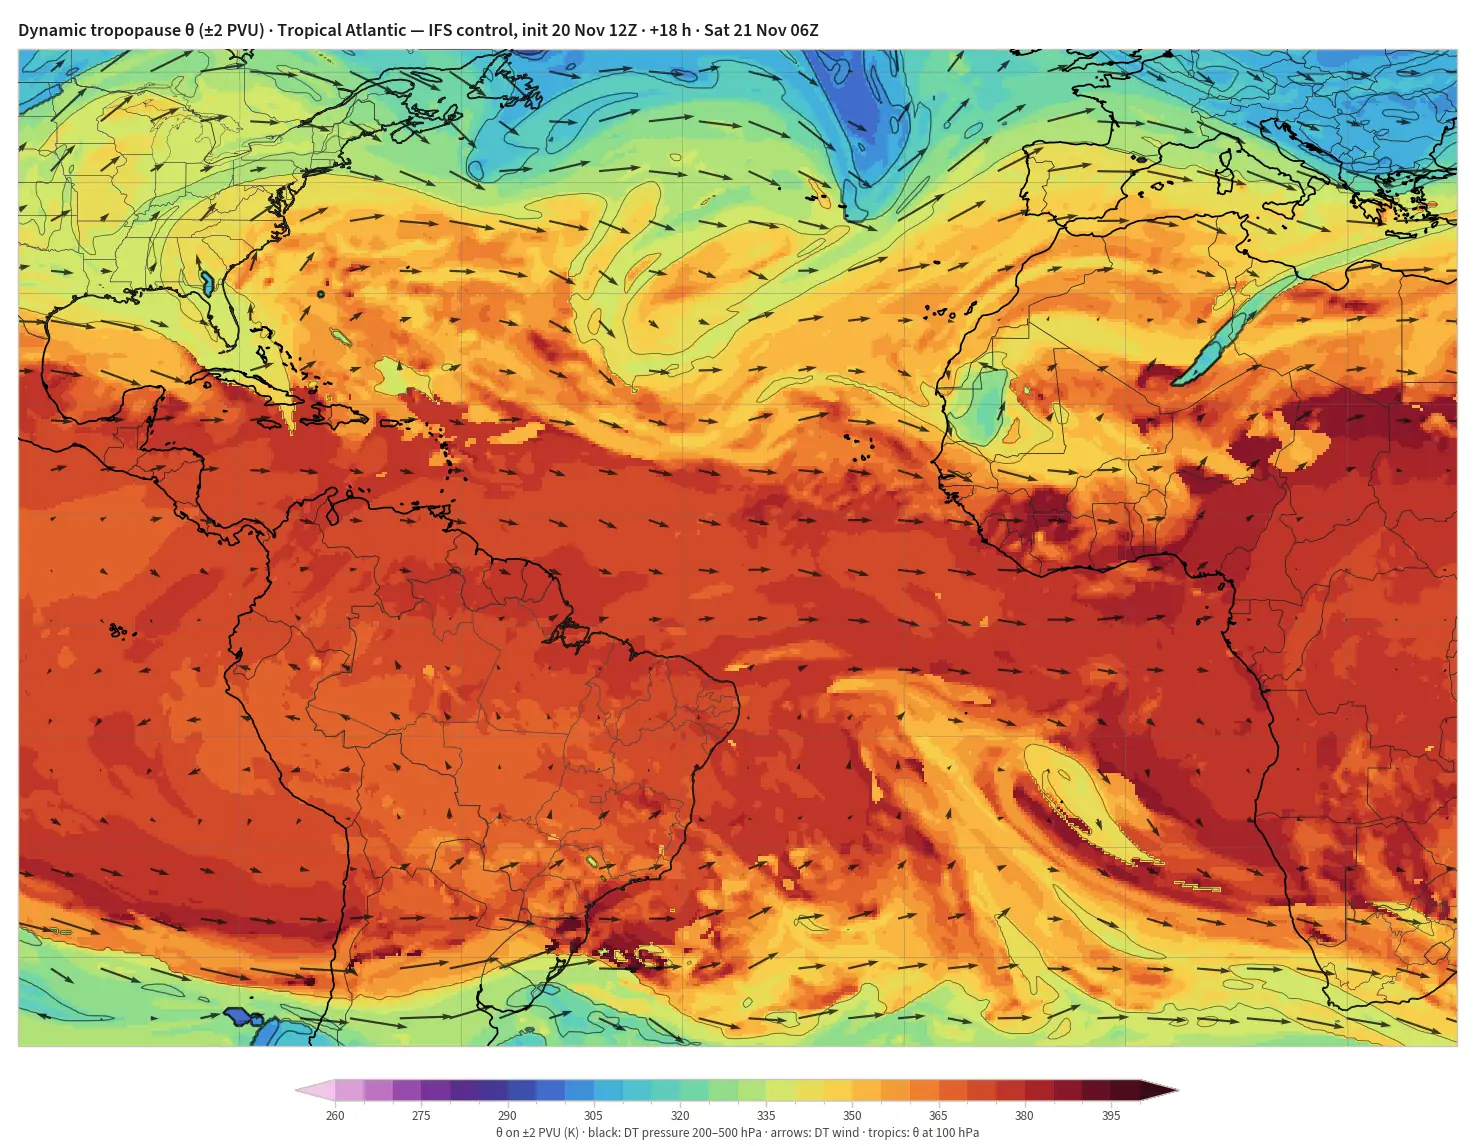 Dynamic tropopause θ (±2 PVU) · Tropical Atlantic — IFS control, init 20 Nov 12Z · +18 h · Sat 21 Nov 06Z
260 275 290 305 320 335 350 365 380 395
θ on ±2 PVU (K) · black: DT pressure 200–500 hPa · arrows: DT wind · tropics: θ at 100 hPa